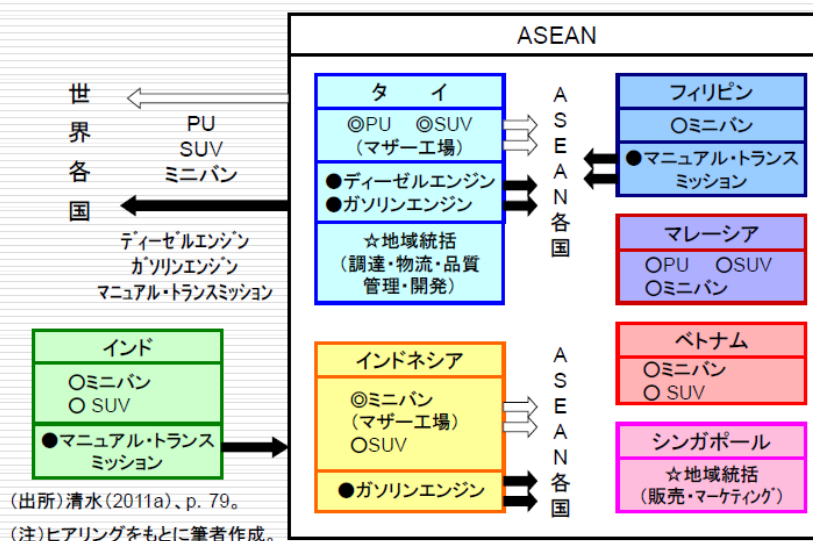 ASEAN
世界各国
PU
SUV
ミニバン
ディーゼルエンジン
ガソリンエンジン
マニュアル・トランスミッション
タ イ
◎PU ◎SUV
(マザー工場)
●ディーゼルエンジン
●ガソリンエンジン
☆地域統括
(調達・物流・品質
管理・開発)
ASEAN各国
フィリピン
○ミニバン
●マニュアル・トランス
ミッション
マレーシア
○PU ○SUV
○ミニバン
インド
○ミニバン
○ SUV
●マニュアル・トランス
ミッション
インドネシア
◎ミニバン
(マザー工場)
○SUV
●ガソリンエンジン
ASEAN各国
ベトナム
○ミニバン
○ SUV
シンガポール
☆地域統括
(販売・マーケティング)
(出所)清水(2011a)、p. 79。
(注)ヒアリングをもとに筆者作成。